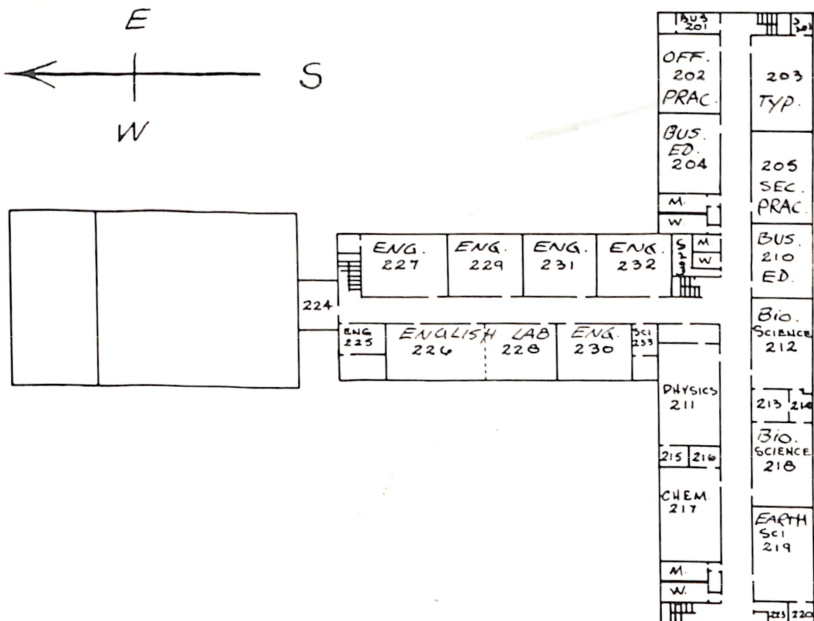 E
S
W
BUS
201
OFF.
202
PRAC.
203
TYP.
BUS.
ED.
204
205
SEC.
PRAC.
M.
W
ENG.
227
ENG.
229
ENG.
231
ENG.
232
M
W
BUS.
210
ED.
224
ENG
225
ENGLISH LAB
226
228
ENG.
230
SCI
233
BIO.
SCIENCE
212
PHYSICS
211
213
214
215
216
BIO.
SCIENCE
218
CHEM.
217
EARTH
SCI
219
M.
W.
220